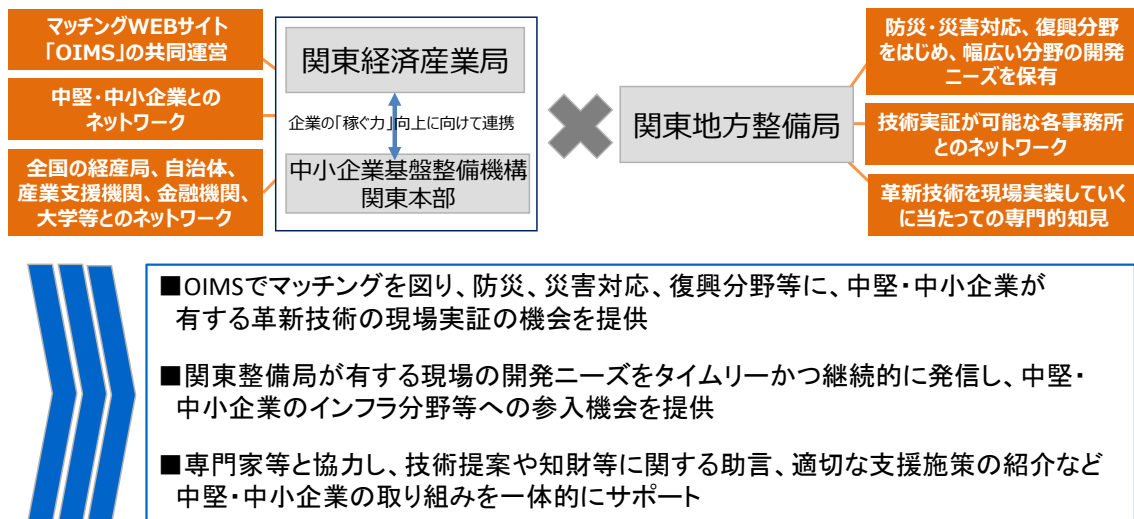 マッチングWEBサイト
「OIMS」の共同運営
中堅・中小企業との
ネットワーク
全国の経産局、自治体、
産業支援機関、金融機関、
大学等とのネットワーク
関東経済産業局
企業の「稼ぐ力」向上に向けて連携
中小企業基盤整備機構
関東本部
関東地方整備局
防災・災害対応、復興分野
をはじめ、幅広い分野の開発
ニーズを保有
技術実証が可能な各事務所
とのネットワーク
革新技術を現場実装していく
に当たっての専門的知見
■OIMSでマッチングを図り、防災、災害対応、復興分野等に、中堅・中小企業が
有する革新技術の現場実証の機会を提供
■関東整備局が有する現場の開発ニーズをタイムリーかつ継続的に発信し、中堅・
中小企業のインフラ分野等への参入機会を提供
■専門家等と協力し、技術提案や知財等に関する助言、適切な支援施策の紹介など
中堅・中小企業の取り組みを一体的にサポート